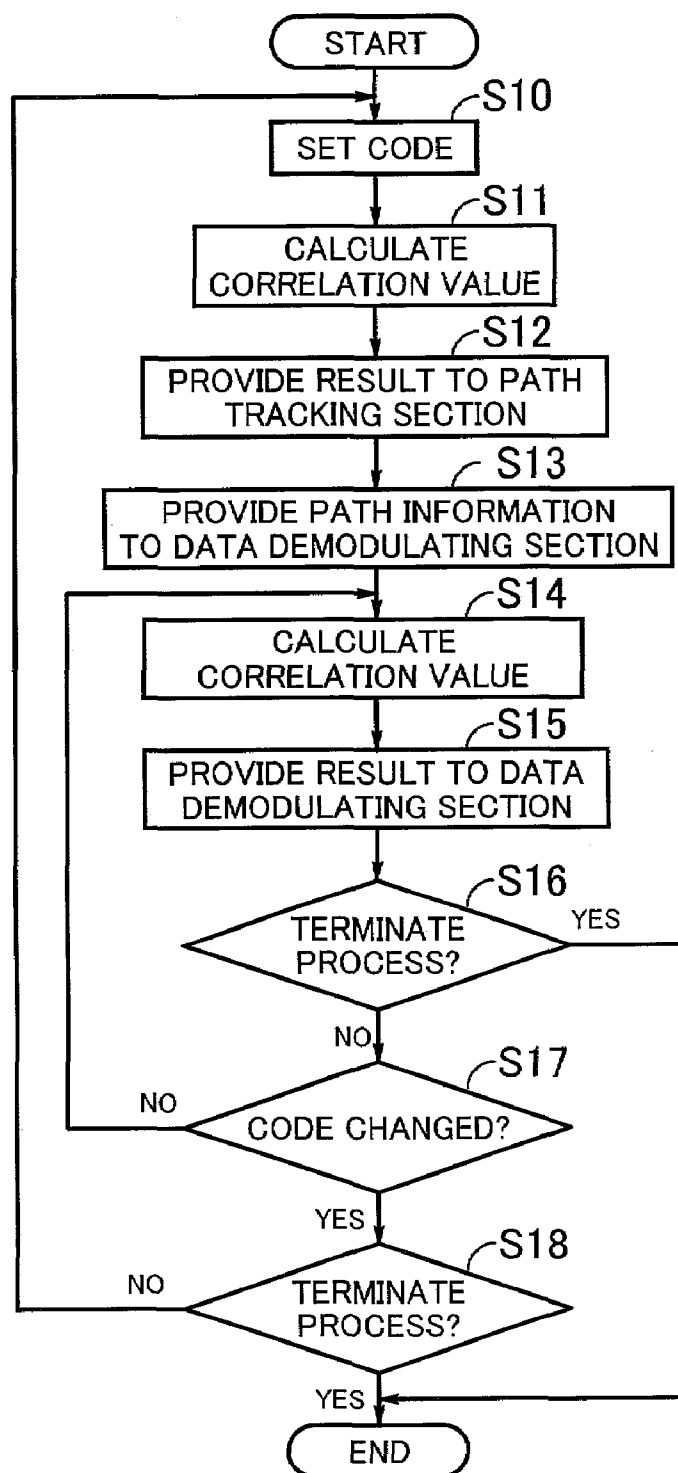 START
S10
SET CODE
S11
CALCULATE
CORRELATION VALUE
S12
PROVIDE RESULT TO PATH
TRACKING SECTION
S13
PROVIDE PATH INFORMATION
TO DATA DEMODULATING SECTION
S14
CALCULATE
CORRELATION VALUE
S15
PROVIDE RESULT TO DATA
DEMODULATING SECTION
S16
TERMINATE
PROCESS?
YES
NO
S17
CODE CHANGED?
NO
YES
S18
TERMINATE
PROCESS?
NO
YES
END